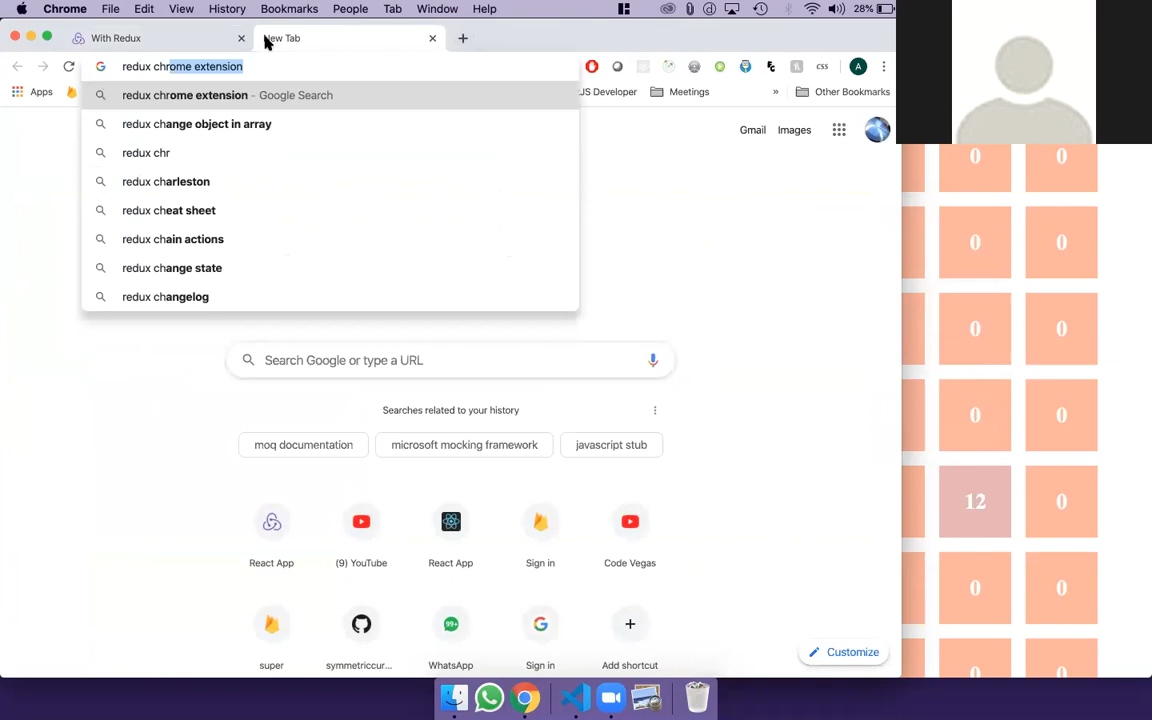 Chrome File Edit View History Bookmarks People Tab Window Help 28%
With Redux
New Tab
redux chrome extension
CSS
A
Apps
JS Developer
Meetings
»
Other Bookmarks
redux chrome extension - Google Search
redux change object in array
redux chr
redux charleston
redux cheat sheet
redux chain actions
redux change state
redux changelog
Gmail
Images
Search Google or type a URL
Searches related to your history
moq documentation
microsoft mocking framework
javascript stub
React App
(9) YouTube
React App
Sign in
Code Vegas
99+
super
symmetriccur...
WhatsApp
Sign in
Add shortcut
Customize
0 0
0 0
0 0
0 0
12 0
0 0
0 0